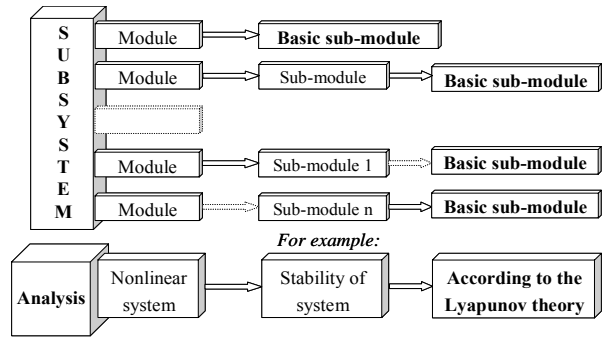 SUBSYSTEM
Module
Basic sub-module
Module
Sub-module
Basic sub-module
Module
Sub-module 1
Basic sub-module
Module
Sub-module n
Basic sub-module
For example:
Analysis
Nonlinear
system
Stability of
system
According to the
Lyapunov theory